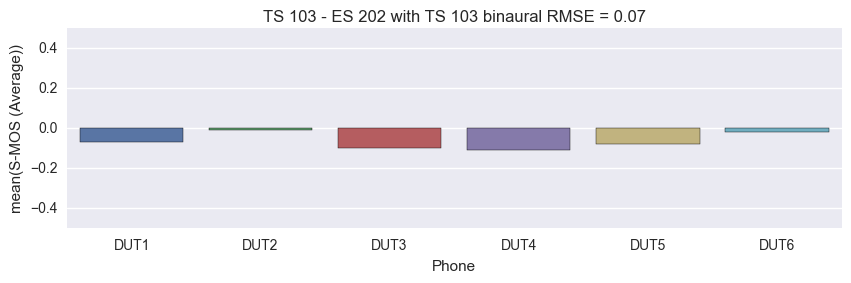 TS 103 - ES 202 with TS 103 binaural RMSE = 0.07
mean(S-MOS (Average))
0.4
0.2
0.0
−0.2
−0.4
DUT1 DUT2 DUT3 DUT4 DUT5 DUT6
Phone